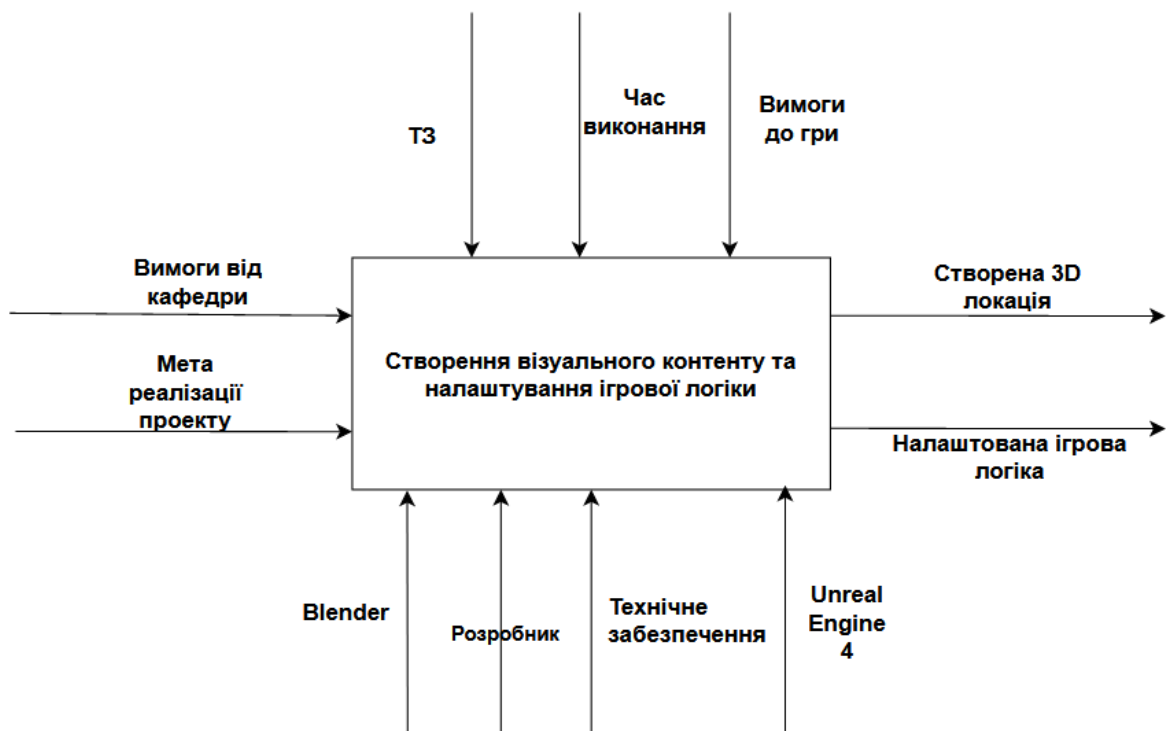 ТЗ
Час
виконання
Вимоги
до гри
Вимоги від
кафедри
Мета
реалізації
проекту
Створення візуального контенту та
налаштування ігрової логіки
Створена 3D
локація
Налаштована ігрова
логіка
Blender
Розробник
Технічне
забезпечення
Unreal
Engine
4